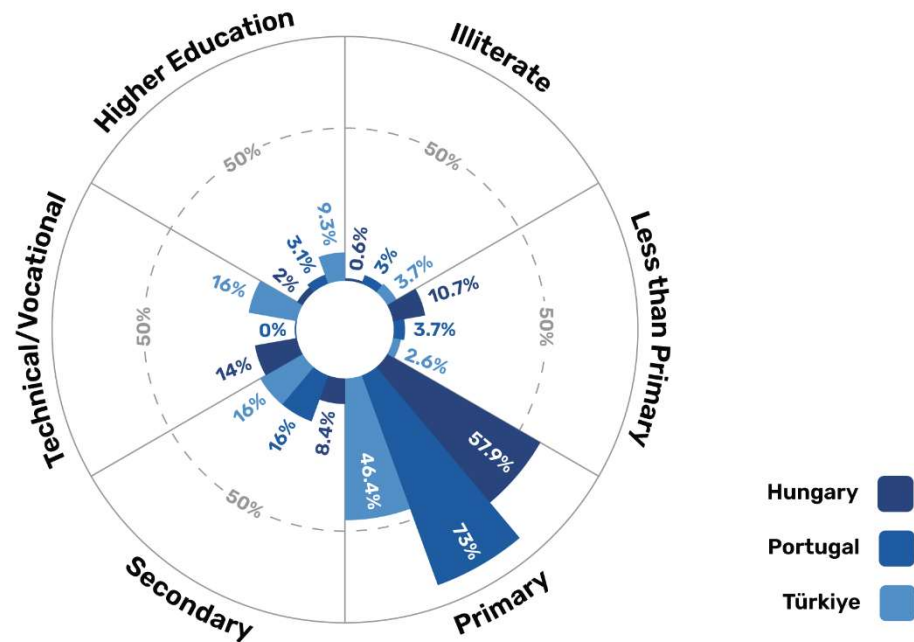 Higher Education
Illiterate
50%
50%
9.3%
3.1%
2%
0.6%
3%
3.7%
Technical/Vocational
Less than Primary
16%
0%
14%
50%
10.7%
3.7%
2.6%
50%
16%
16%
8.4%
50%
46.4%
73%
57.9%
Secondary
Primary
Hungary
Portugal
Türkiye